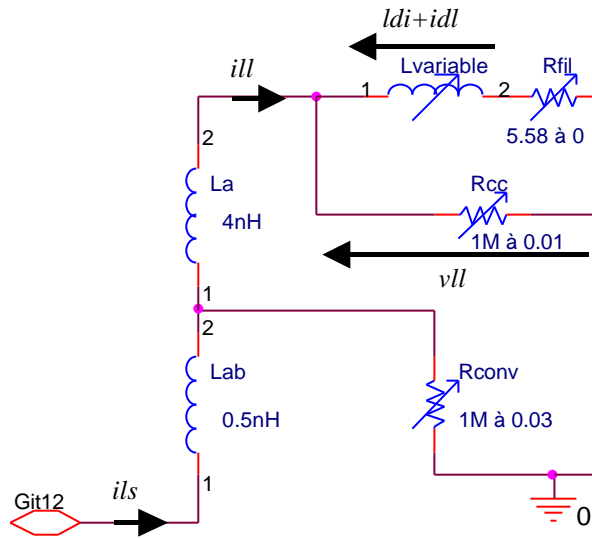 ldi+idl
ill
Lvariable
Rfil
1
2
5.58 à 0
2
La
4nH
Rcc
1M à 0.01
vll
1
2
Lab
0.5nH
Rconv
1M à 0.03
1
ils
Git12
0